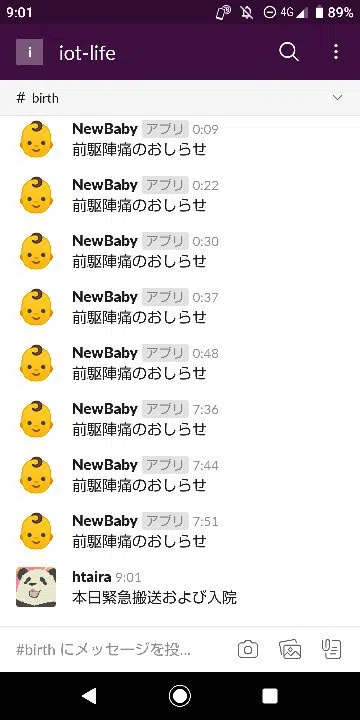 9:01 4G 89%
i iot-life
# birth
NewBaby アプリ 0:09
前駆陣痛のおしらせ
NewBaby アプリ 0:22
前駆陣痛のおしらせ
NewBaby アプリ 0:30
前駆陣痛のおしらせ
NewBaby アプリ 0:37
前駆陣痛のおしらせ
NewBaby アプリ 0:48
前駆陣痛のおしらせ
NewBaby アプリ 7:36
前駆陣痛のおしらせ
NewBaby アプリ 7:44
前駆陣痛のおしらせ
NewBaby アプリ 7:51
前駆陣痛のおしらせ
htaira 9:01
本日緊急搬送および入院
#birth にメッセージを投...